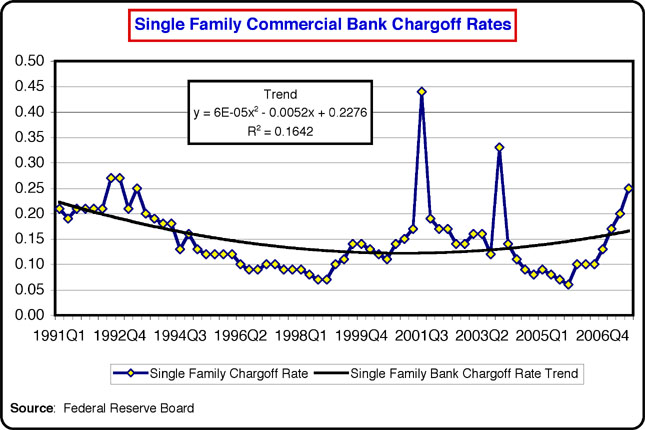 Single Family Commercial Bank Chargoff Rates
0.50
0.45
0.40
0.35
0.30
0.25
0.20
0.15
0.10
0.05
0.00
Trend
y = 6E-05x² - 0.0052x + 0.2276
R² = 0.1642
1991Q1 1992Q4 1994Q3 1996Q2 1998Q1 1999Q4 2001Q3 2003Q2 2005Q1 2006Q4
Single Family Chargoff Rate Single Family Bank Chargoff Rate Trend
Source: Federal Reserve Board